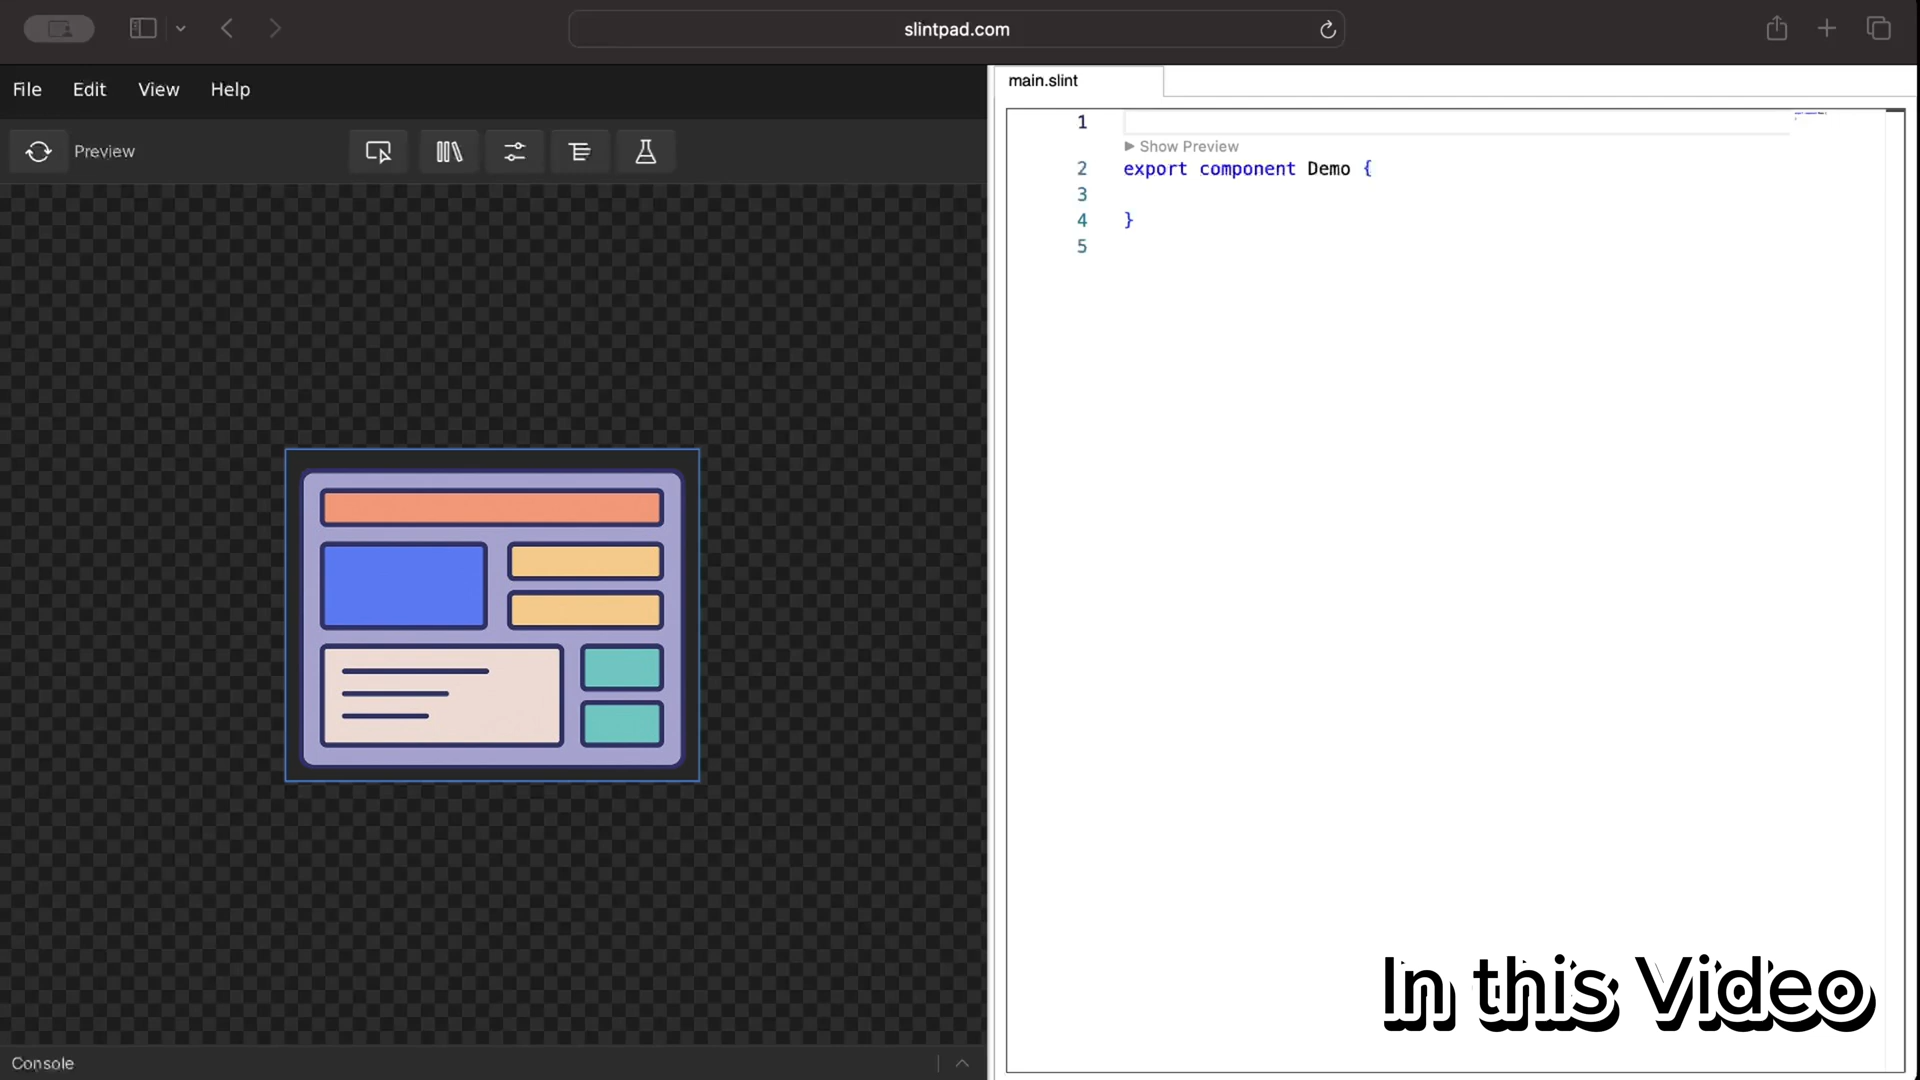 slintpad.com
File Edit View Help
Preview
main.slint
1
▶ Show Preview
2 export component Demo {
3
4 }
5
In this Video
Console